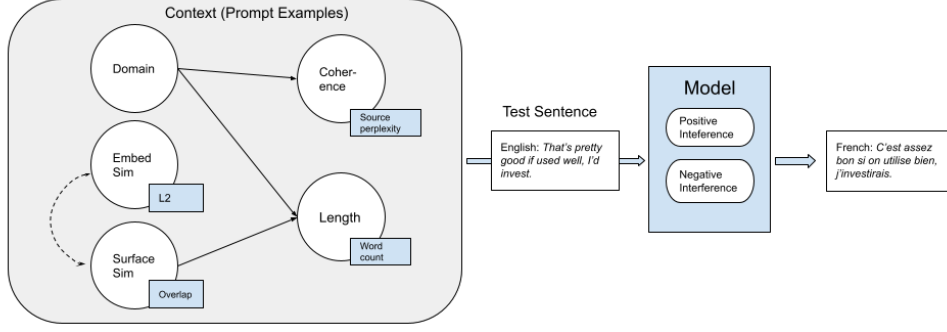 Context (Prompt Examples)
Domain
Coher-
ence
Source
perplexity
Embed
Sim
L2
Surface
Sim
Overlap
Length
Word
count
Test Sentence
English: That's pretty
good if used well, I'd
invest.
Model
Positive
Inteference
Negative
Interference
French: C'est assez
bon si on utilise bien,
j'investirais.